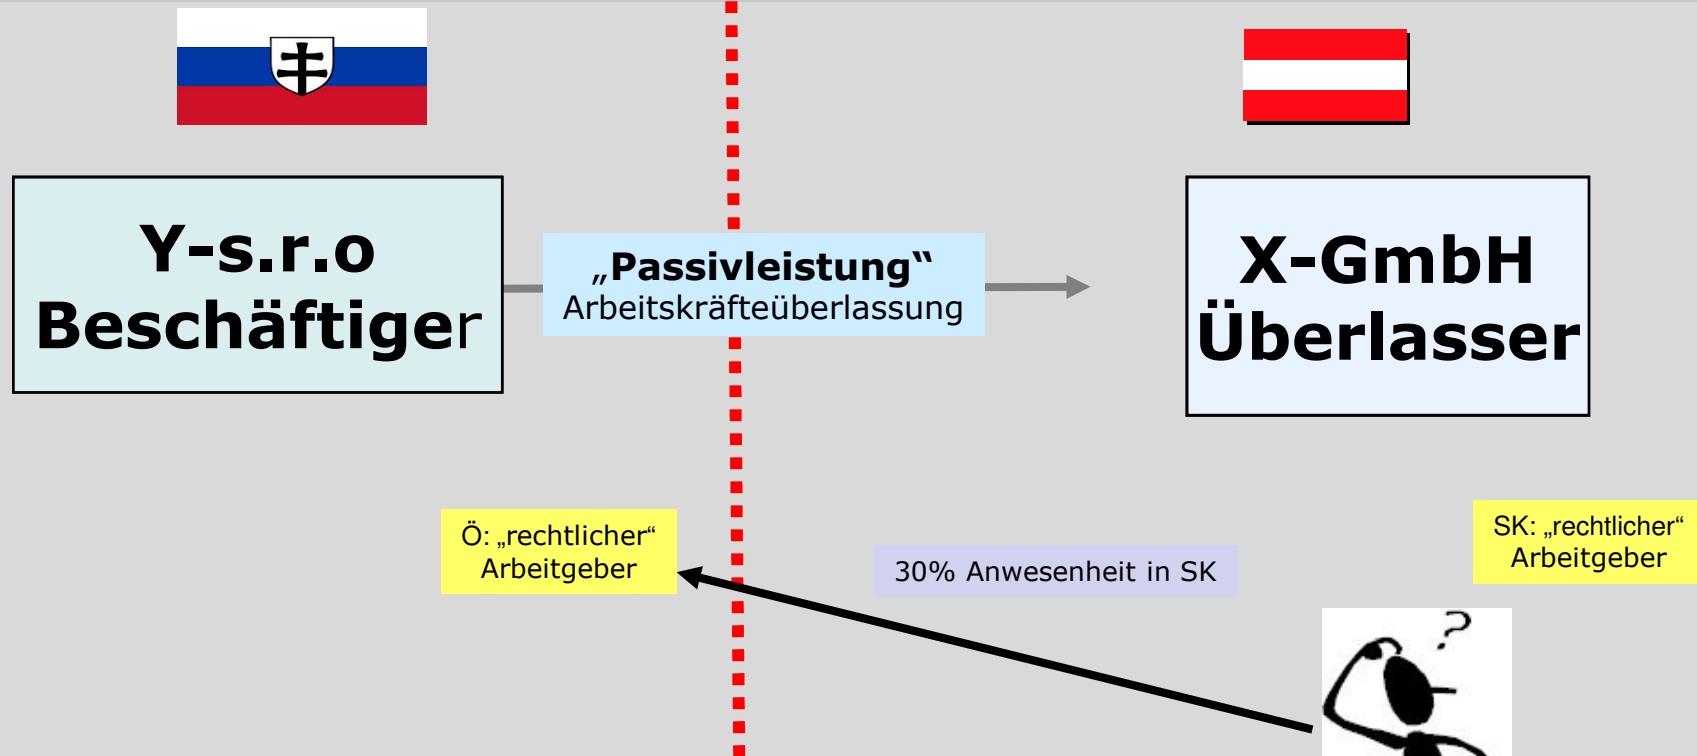 Y-s.r.o
Beschäftiger
„Passivleistung“
Arbeitskräfteüberlassung
X-GmbH
Überlasser
Ö: „rechtlicher“
Arbeitgeber
30% Anwesenheit in SK
SK: „rechtlicher“
Arbeitgeber
?